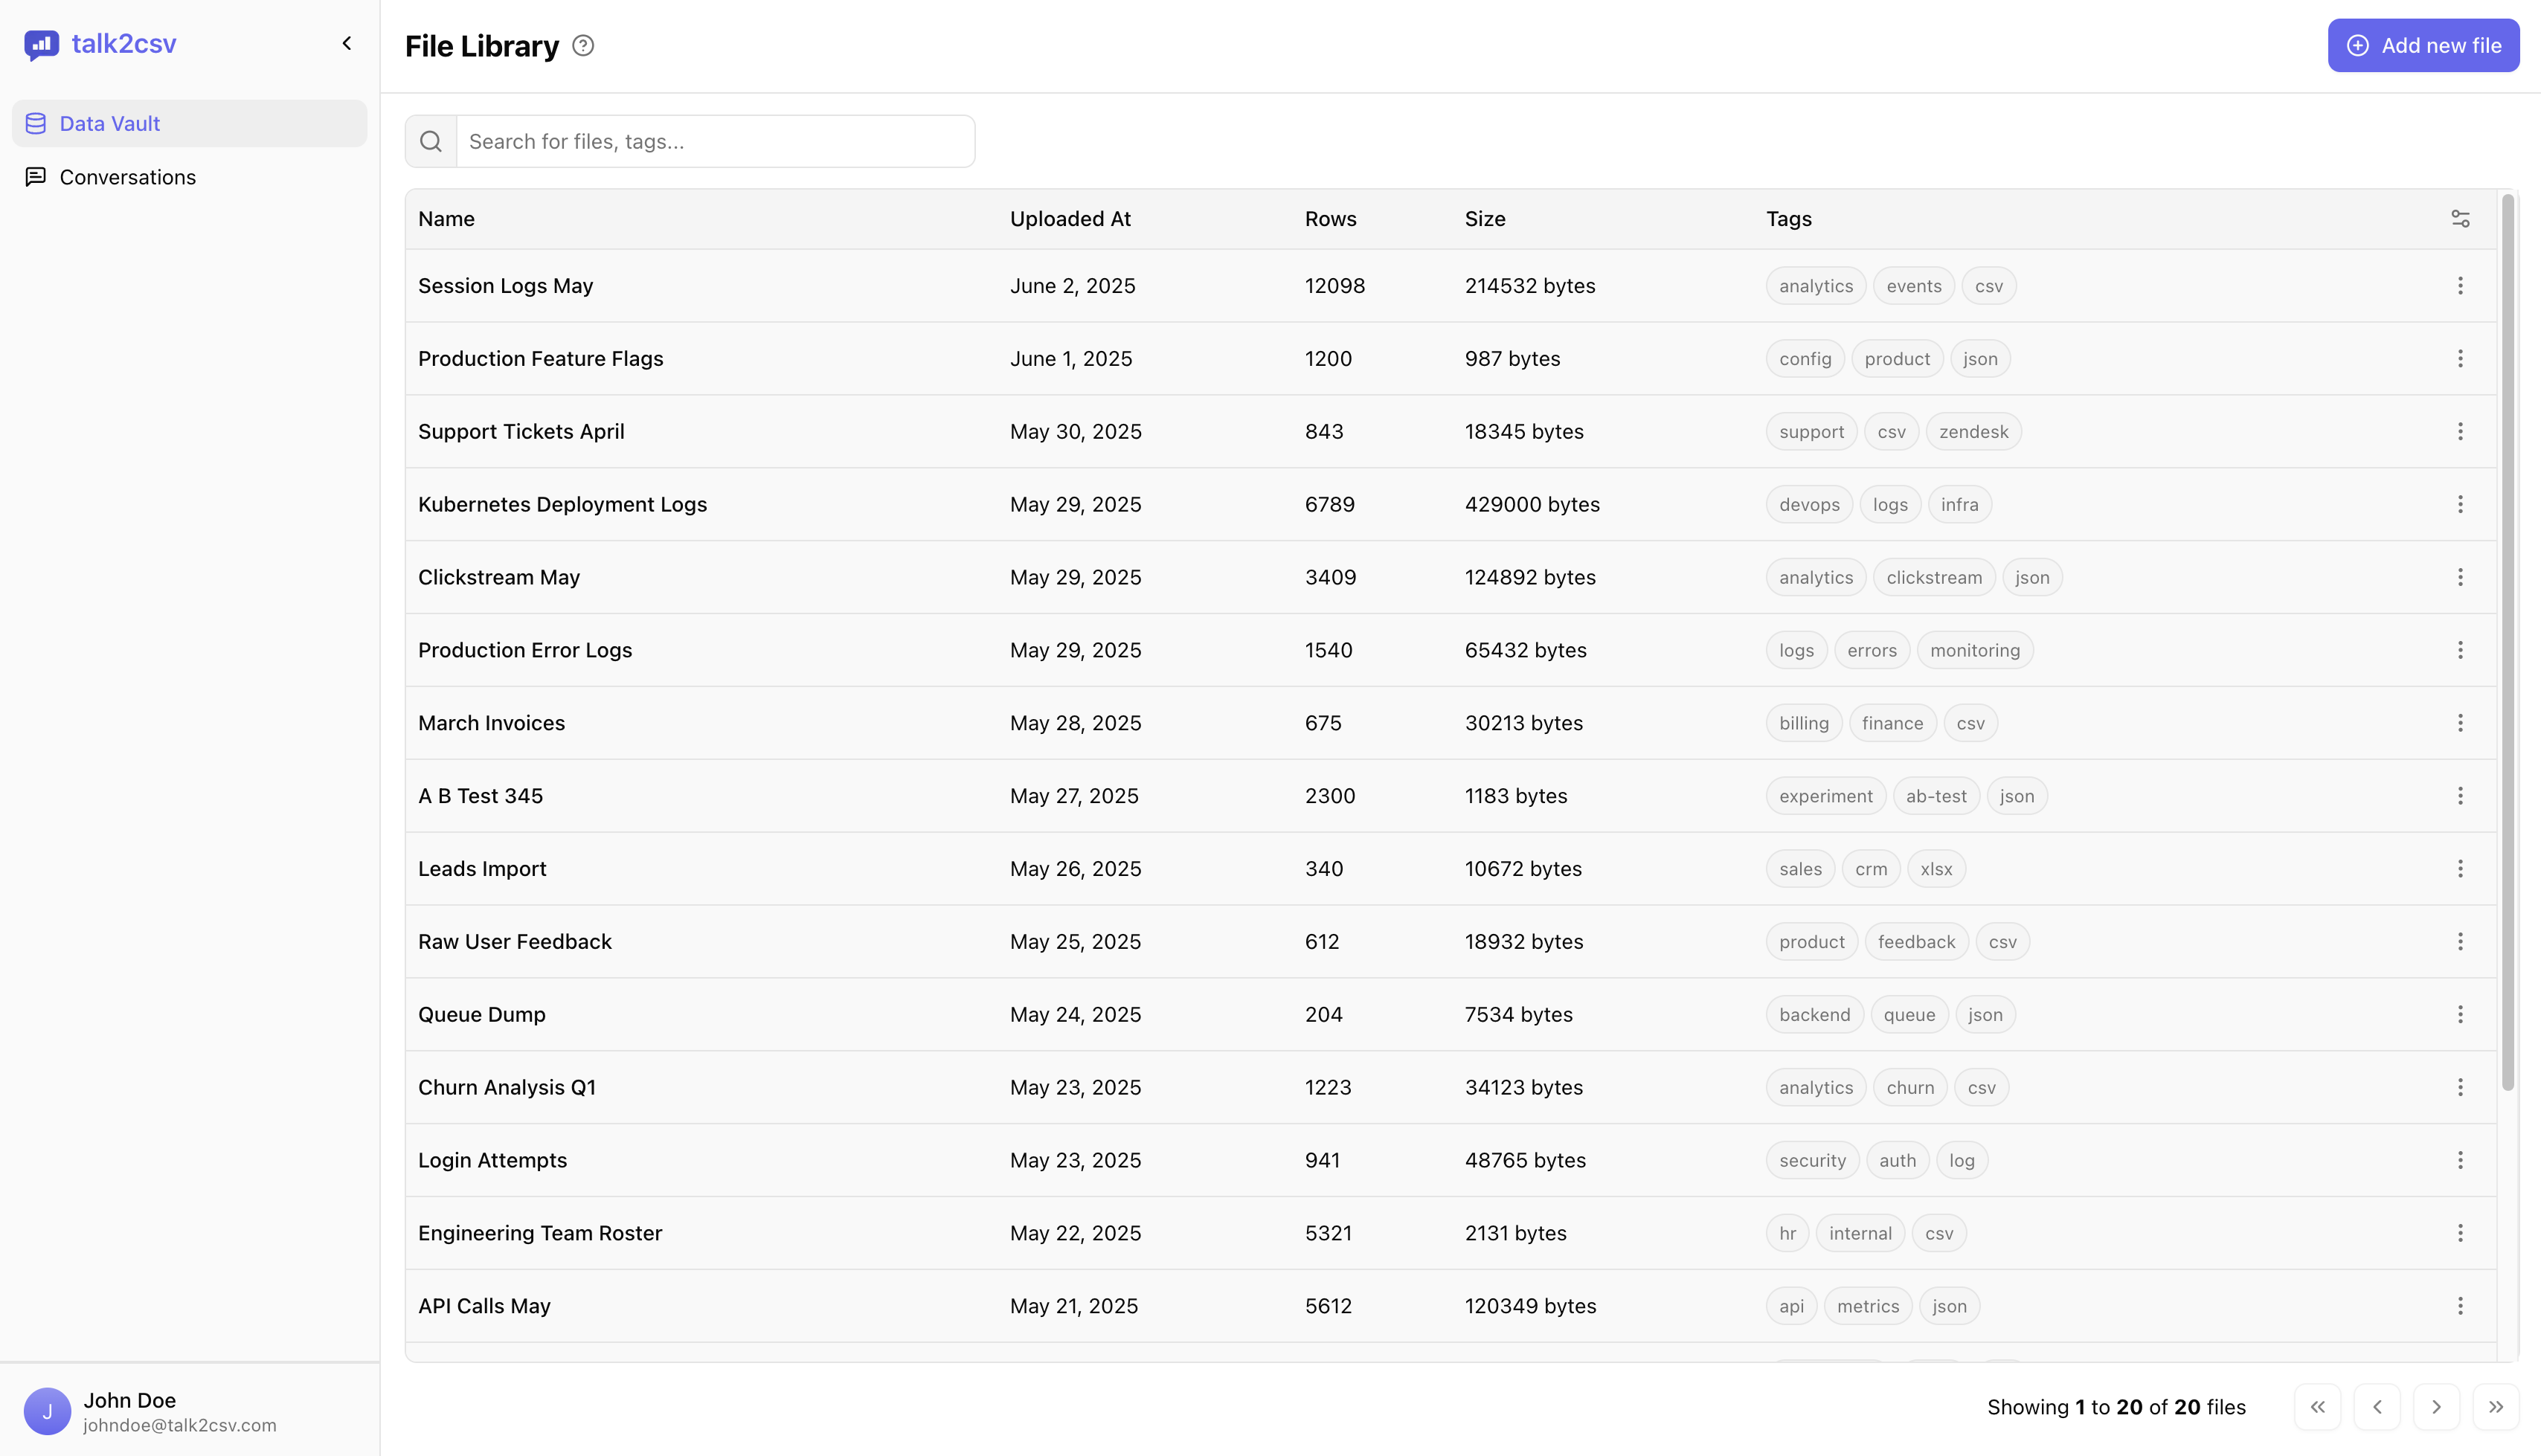 talk2csv
Data Vault
Conversations
File Library
Add new file
Search for files, tags...
Name Uploaded At Rows Size Tags
Session Logs May June 2, 2025 12098 214532 bytes analytics events csv
Production Feature Flags June 1, 2025 1200 987 bytes config product json
Support Tickets April May 30, 2025 843 18345 bytes support csv zendesk
Kubernetes Deployment Logs May 29, 2025 6789 429000 bytes devops logs infra
Clickstream May May 29, 2025 3409 124892 bytes analytics clickstream json
Production Error Logs May 29, 2025 1540 65432 bytes logs errors monitoring
March Invoices May 28, 2025 675 30213 bytes billing finance csv
A B Test 345 May 27, 2025 2300 1183 bytes experiment ab-test json
Leads Import May 26, 2025 340 10672 bytes sales crm xlsx
Raw User Feedback May 25, 2025 612 18932 bytes product feedback csv
Queue Dump May 24, 2025 204 7534 bytes backend queue json
Churn Analysis Q1 May 23, 2025 1223 34123 bytes analytics churn csv
Login Attempts May 23, 2025 941 48765 bytes security auth log
Engineering Team Roster May 22, 2025 5321 2131 bytes hr internal csv
API Calls May May 21, 2025 5612 120349 bytes api metrics json
Showing 1 to 20 of 20 files
J
John Doe
johndoe@talk2csv.com